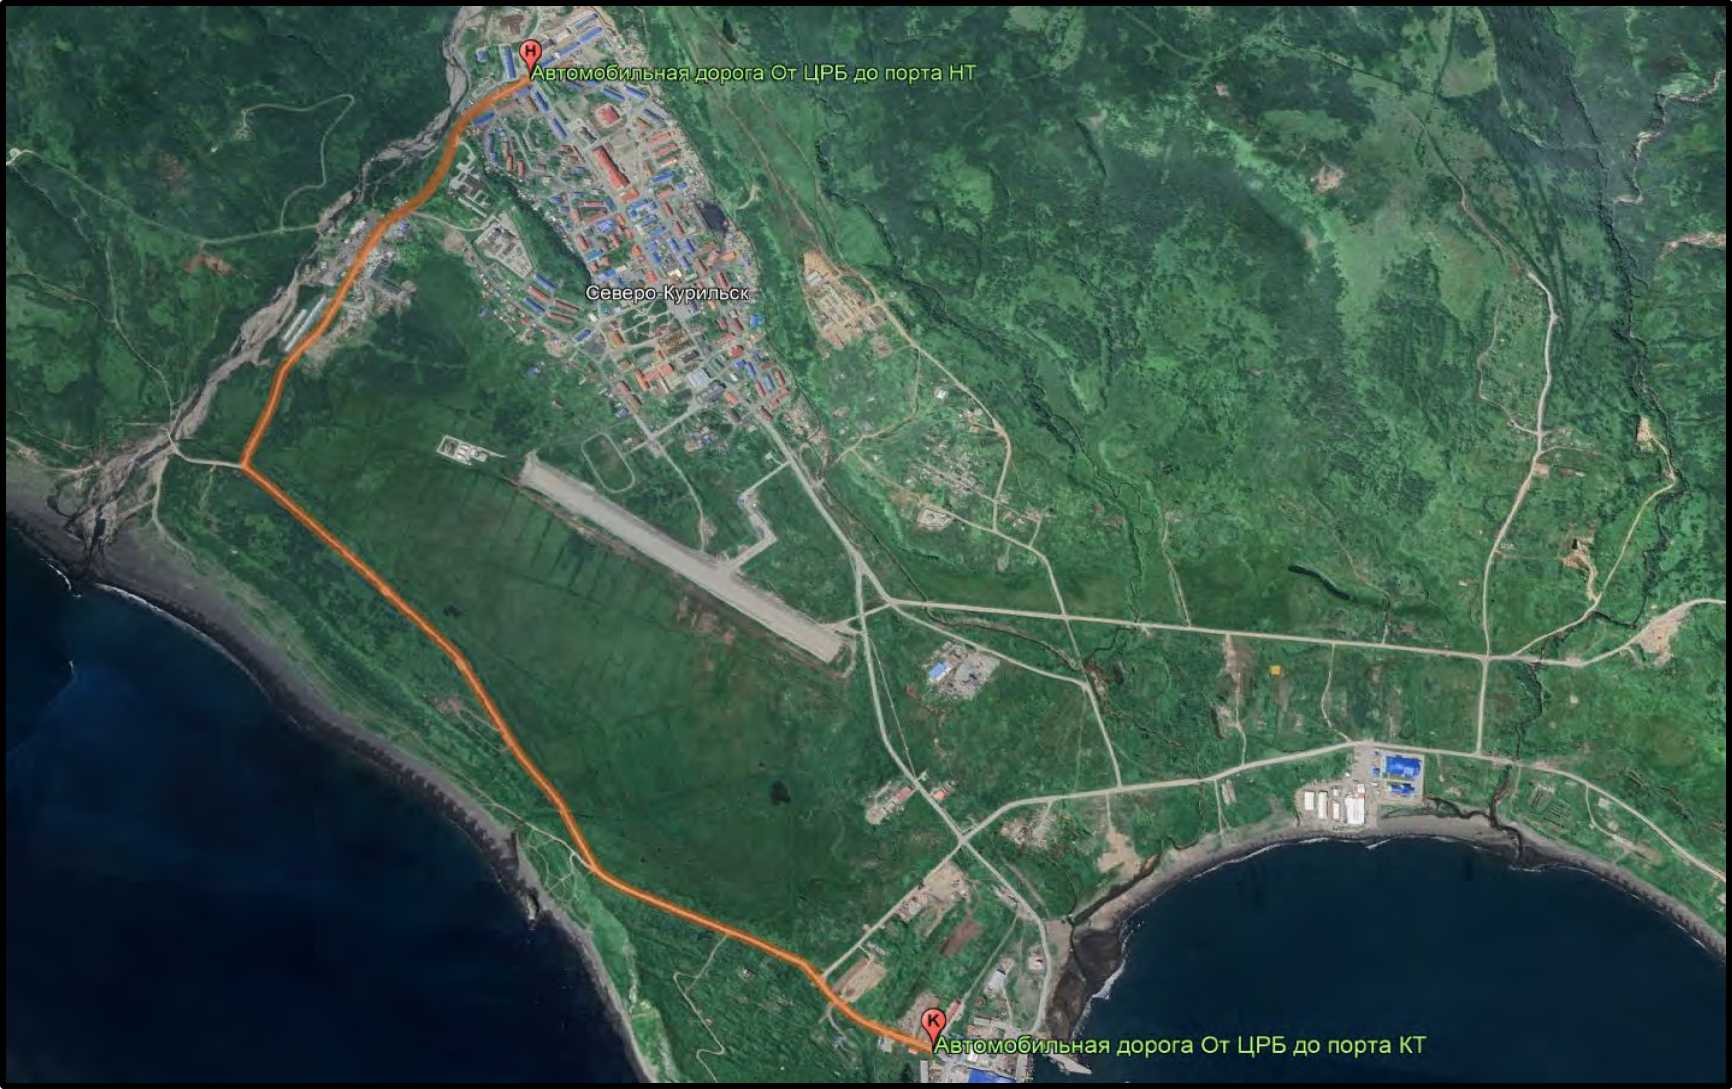 Н
Автомобильная дорога От ЦРБ до порта НТ
Северо-Курильск
К
Автомобильная дорога От ЦРБ до порта КТ